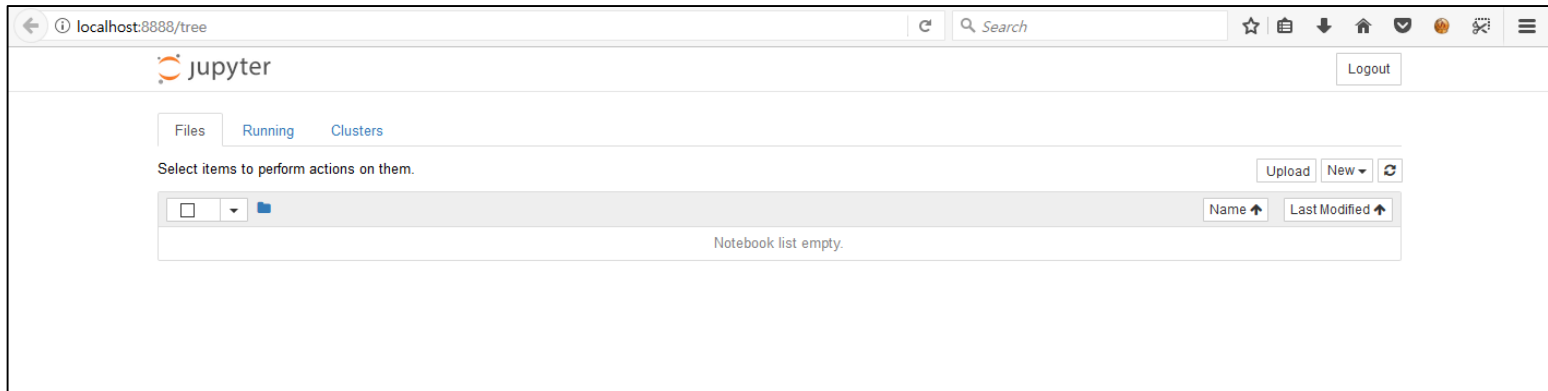 localhost:8888/tree Search
jupyter Logout
Files Running Clusters
Select items to perform actions on them. Upload New
Name Last Modified
Notebook list empty.